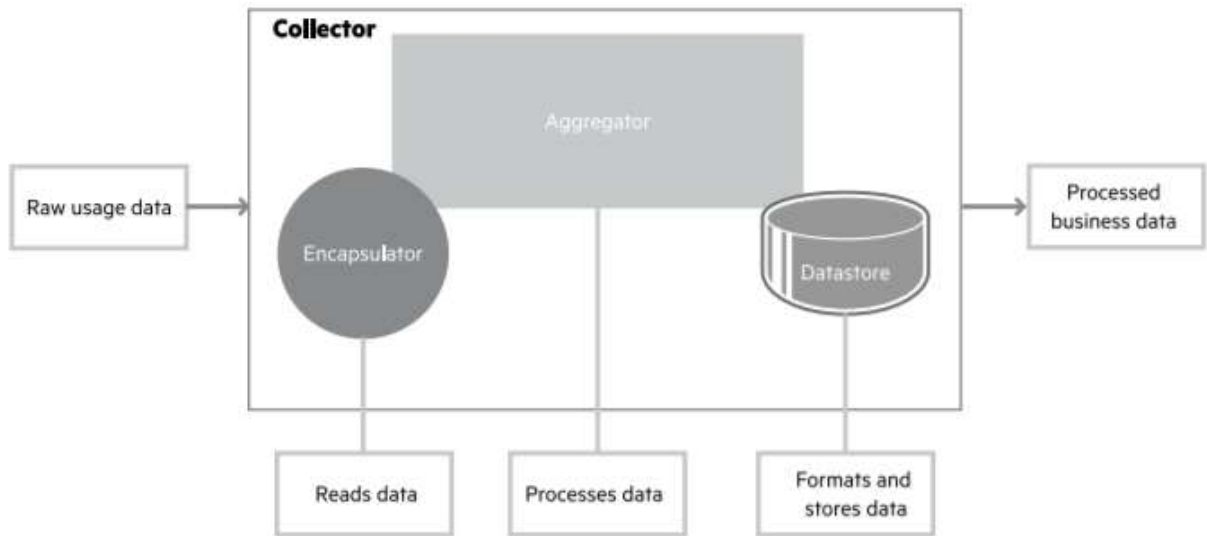 Collector
Aggregator
Raw usage data
Encapsulator
Datastore
Processed
business data
Reads data
Processes data
Formats and
stores data